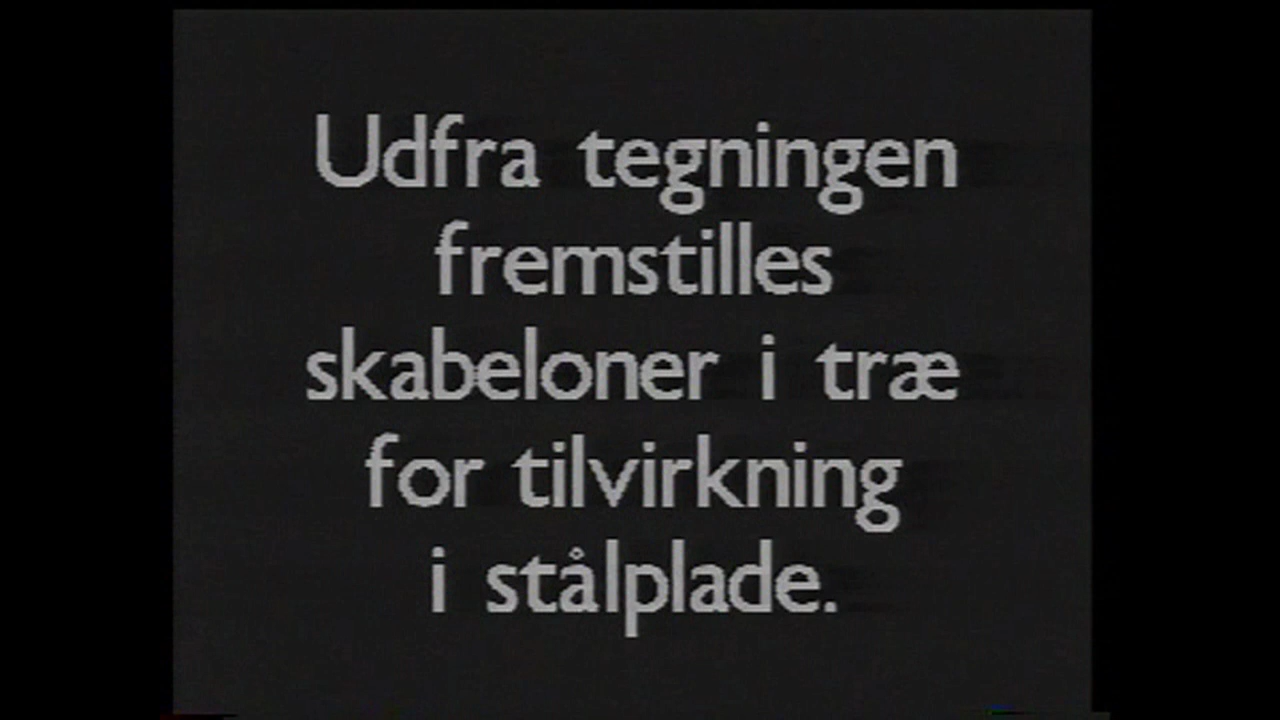 Udfra tegningen
fremstilles
skabeloner i træ
for tilvirkning
i stålplade.